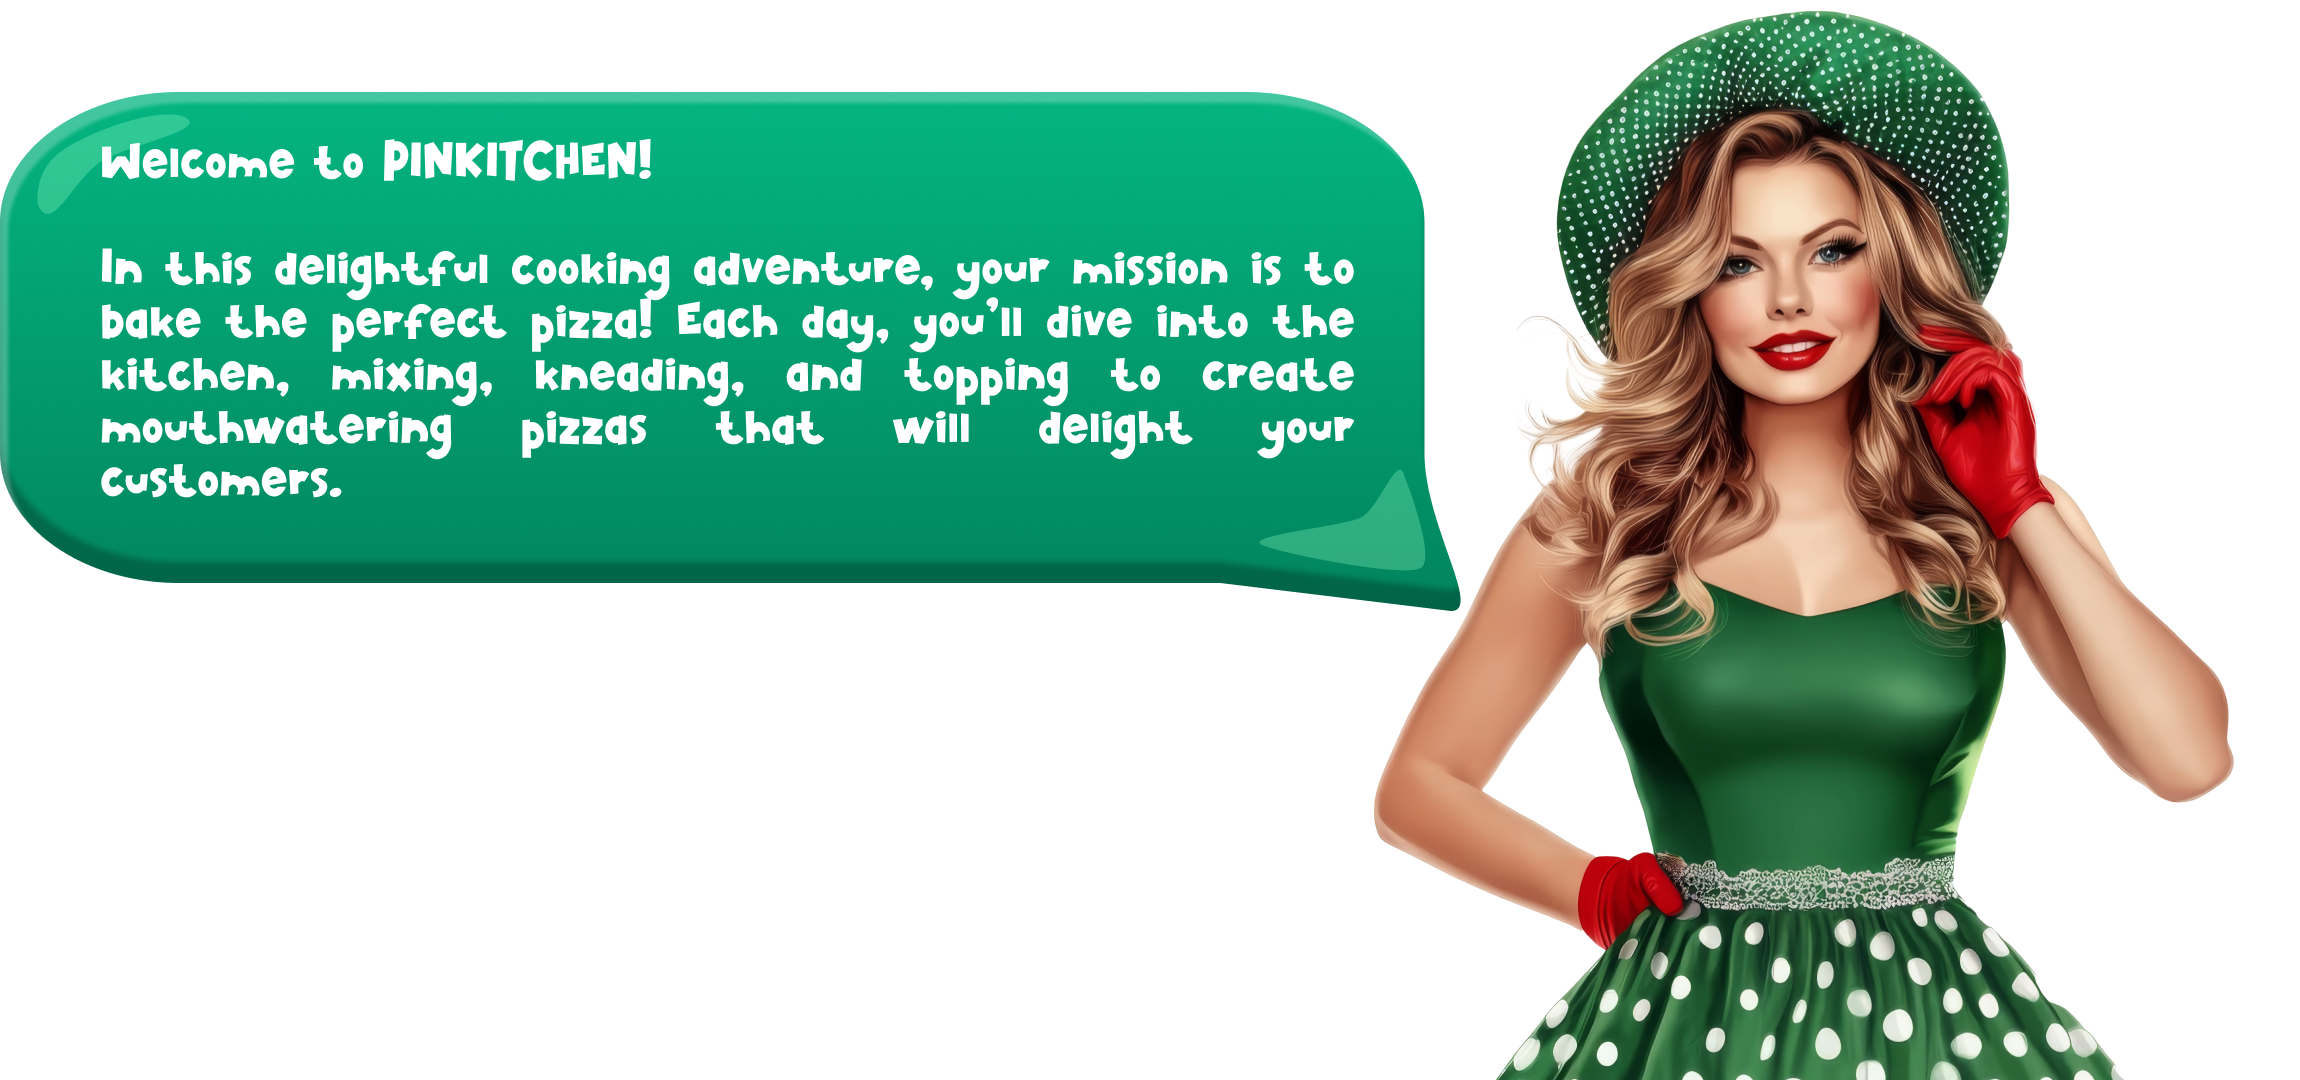 Welcome to PINKITCHEN!
In this delightful cooking adventure, your mission is to
bake the perfect pizza! Each day, you'll dive into the
kitchen, mixing, kneading, and topping to create
mouthwatering pizzas that will delight your
customers.